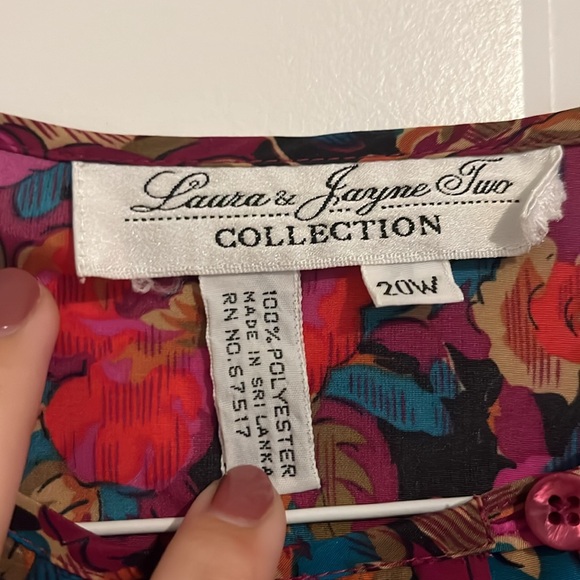 Laura & Jayne Two
COLLECTION
20W
100% POLYESTER
MADE IN SRI LANKA
RN NO. 67517